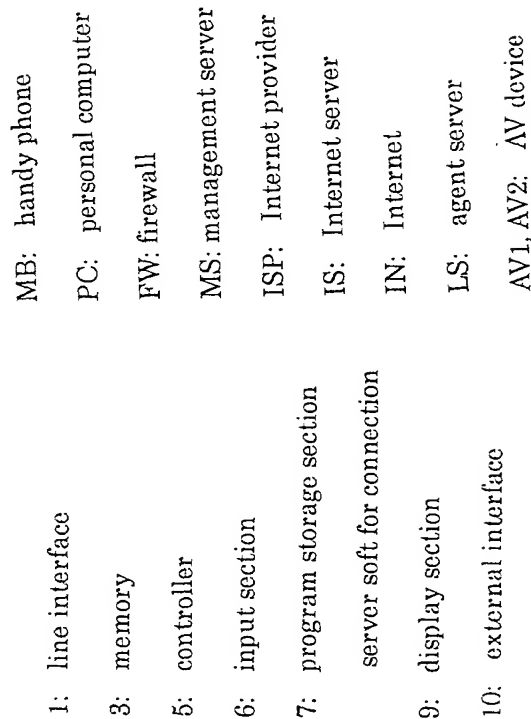 1: line interface
3: memory
5: controller
6: input section
7: program storage section
server soft for connection
9: display section
10: external interface
MB: handy phone
PC: personal computer
FW: firewall
MS: management server
ISP: Internet provider
IS: Internet server
IN: Internet
LS: agent server
AV1, AV2: AV device